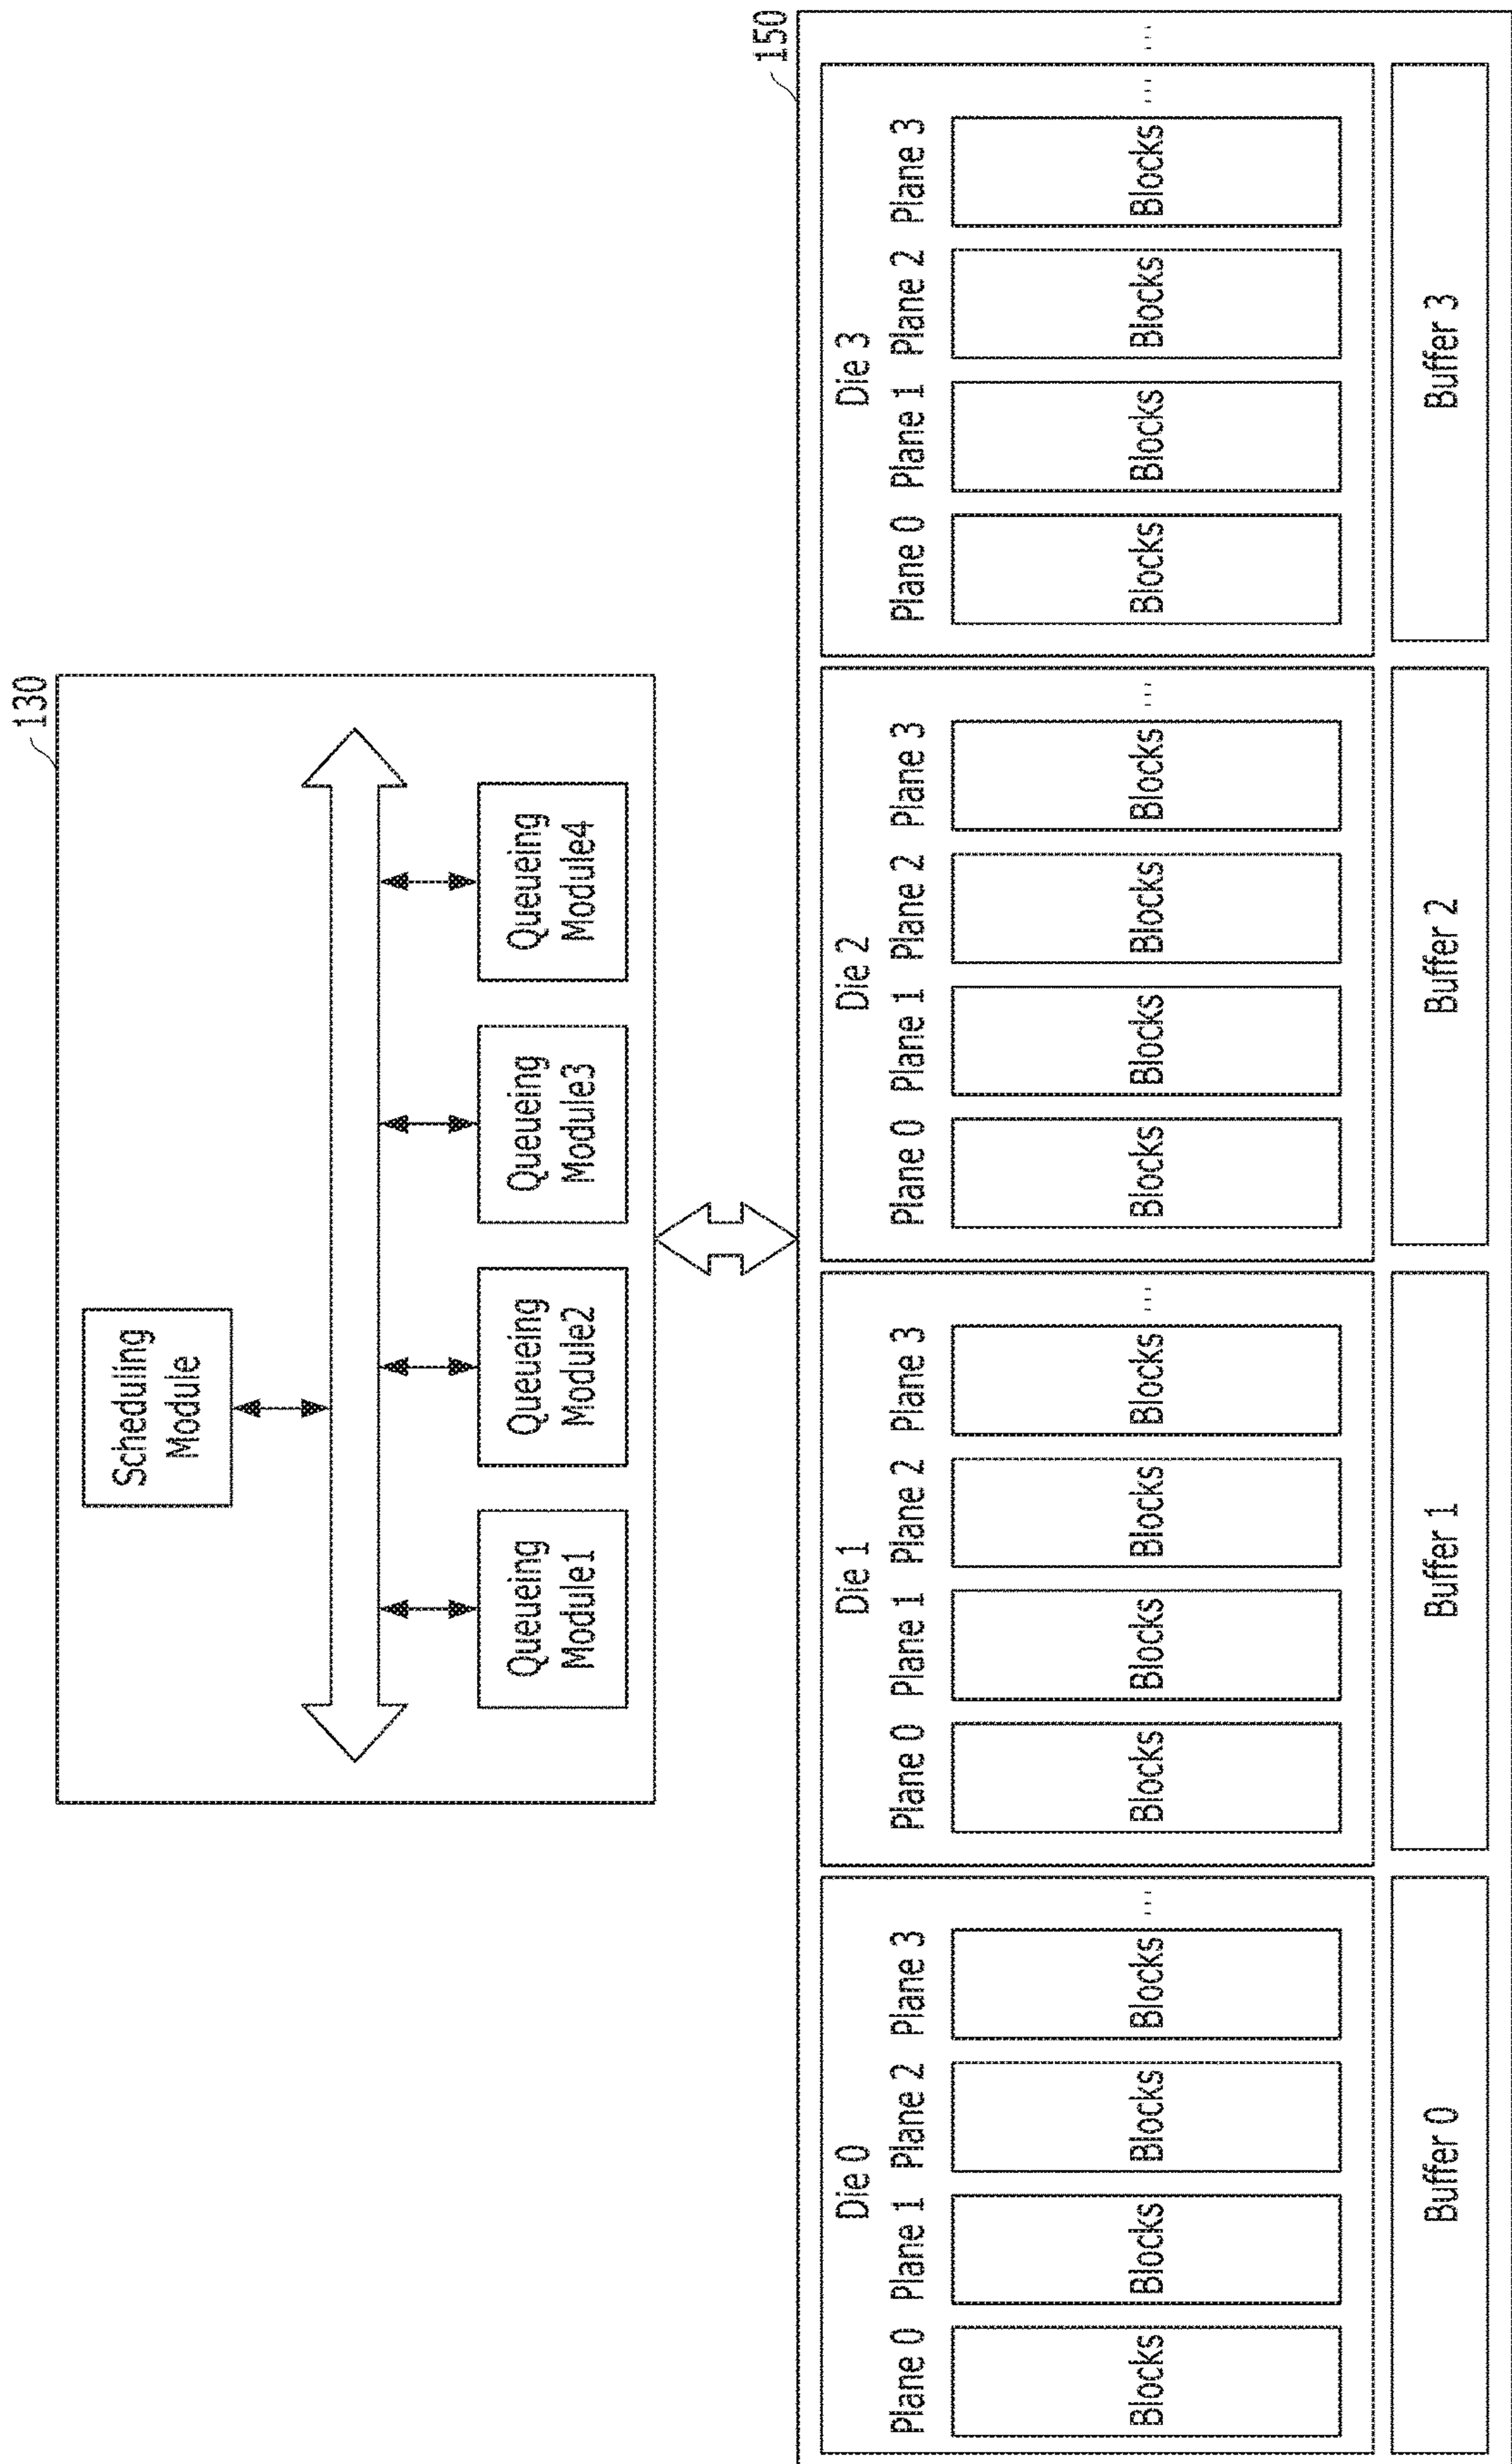 130
Scheduling
Module
Queueing
Module1
Queueing
Module2
Queueing
Module3
Queueing
Module4
150
Die 0
Plane 0 Plane 1 Plane 2 Plane 3
Blocks Blocks Blocks Blocks ...
Buffer 0
Die 1
Plane 0 Plane 1 Plane 2 Plane 3
Blocks Blocks Blocks Blocks ...
Buffer 1
Die 2
Plane 0 Plane 1 Plane 2 Plane 3
Blocks Blocks Blocks Blocks ...
Buffer 2
Die 3
Plane 0 Plane 1 Plane 2 Plane 3
Blocks Blocks Blocks Blocks ... ...
Buffer 3